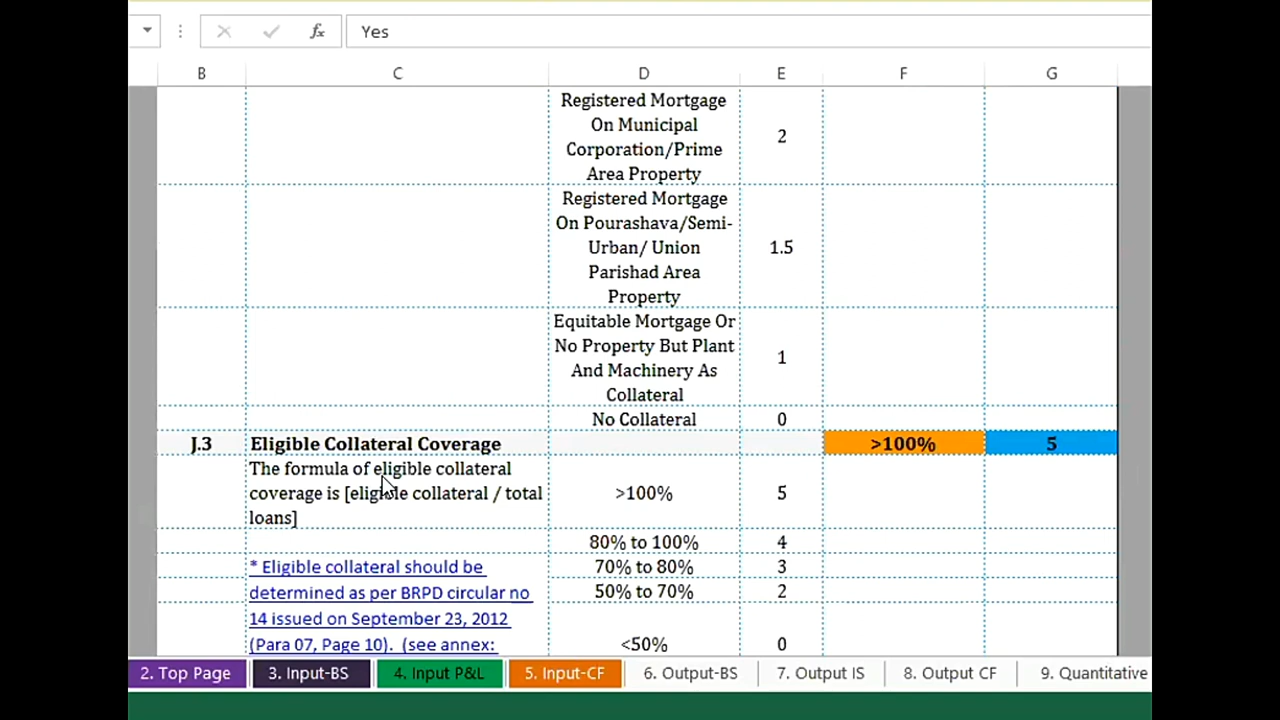 Yes
B C D E F G
Registered Mortgage
On Municipal
Corporation/Prime
Area Property
2
Registered Mortgage
On Pourashava/Semi-
Urban/ Union
Parishad Area
Property
1.5
Equitable Mortgage Or
No Property But Plant
And Machinery As
Collateral
1
No Collateral 0
J.3 Eligible Collateral Coverage >100% 5
The formula of eligible collateral
coverage is [eligible collateral / total
loans]
>100% 5
80% to 100% 4
* Eligible collateral should be
determined as per BRPD circular no
14 issued on September 23, 2012
(Para 07, Page 10). (see annex:
70% to 80% 3
50% to 70% 2
<50% 0
2. Top Page 3. Input-BS 4. Input P&L 5. Input-CF 6. Output-BS 7. Output IS 8. Output CF 9. Quantitative